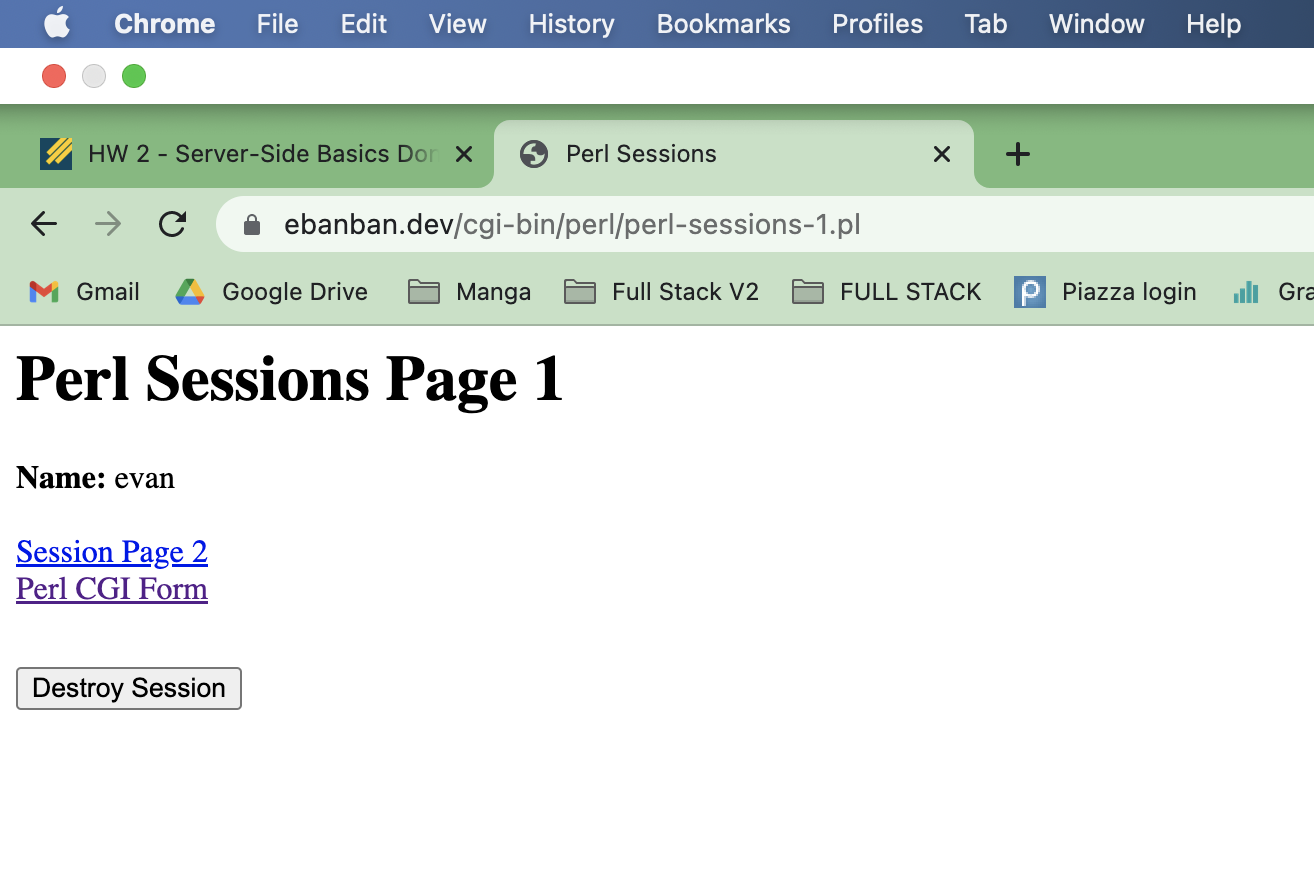 Chrome File Edit View History Bookmarks Profiles Tab Window Help
HW 2 - Server-Side Basics Perl Sessions
ebanban.dev/cgi-bin/perl/perl-sessions-1.pl
Gmail Google Drive Manga Full Stack V2 FULL STACK Piazza login
Perl Sessions Page 1
Name: evan
Session Page 2
Perl CGI Form
Destroy Session